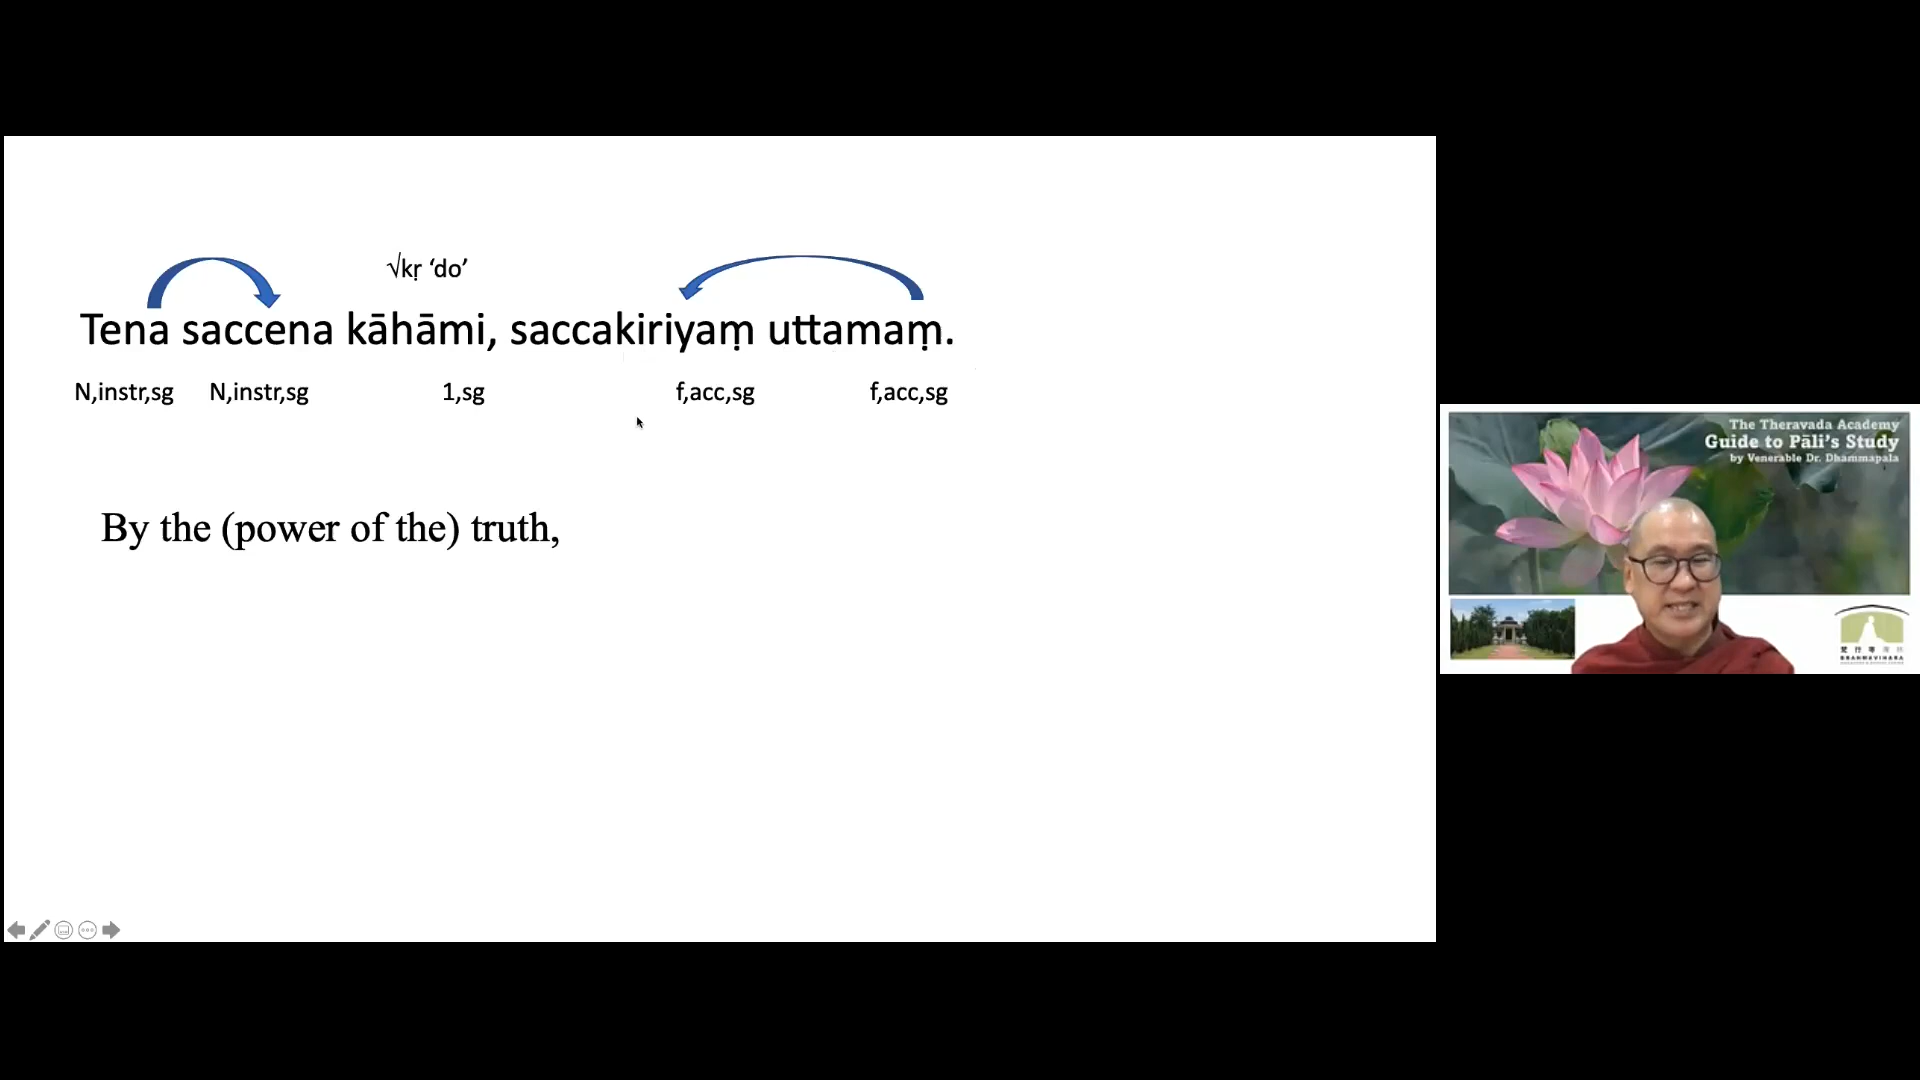 √kṛ ‘do’
Tena saccena kāhāmi, saccakiriyaṃ uttamaṃ.
N,instr,sg N,instr,sg 1,sg f,acc,sg f,acc,sg
By the (power of the) truth,
The Theravada Academy
Guide to Pāli's Study
by Venerable Dr. Dhammapala
BRAHMAVIHARA